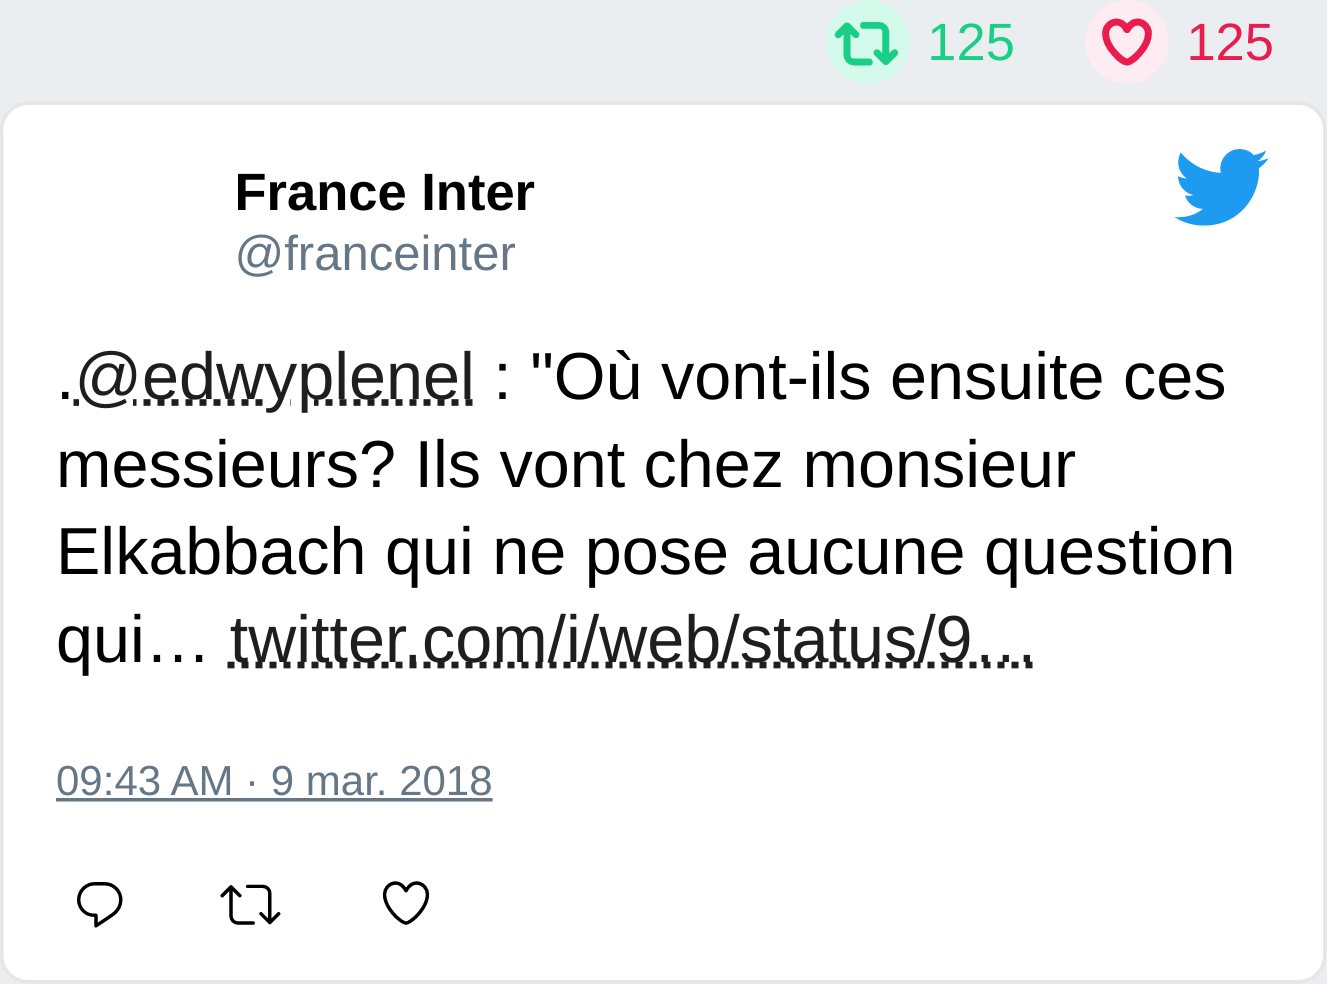 125 125
France Inter
@franceinter
.@edwyplenel : "Où vont-ils ensuite ces
messieurs? Ils vont chez monsieur
Elkabbach qui ne pose aucune question
qui… twitter.com/i/web/status/9…
09:43 AM · 9 mar. 2018